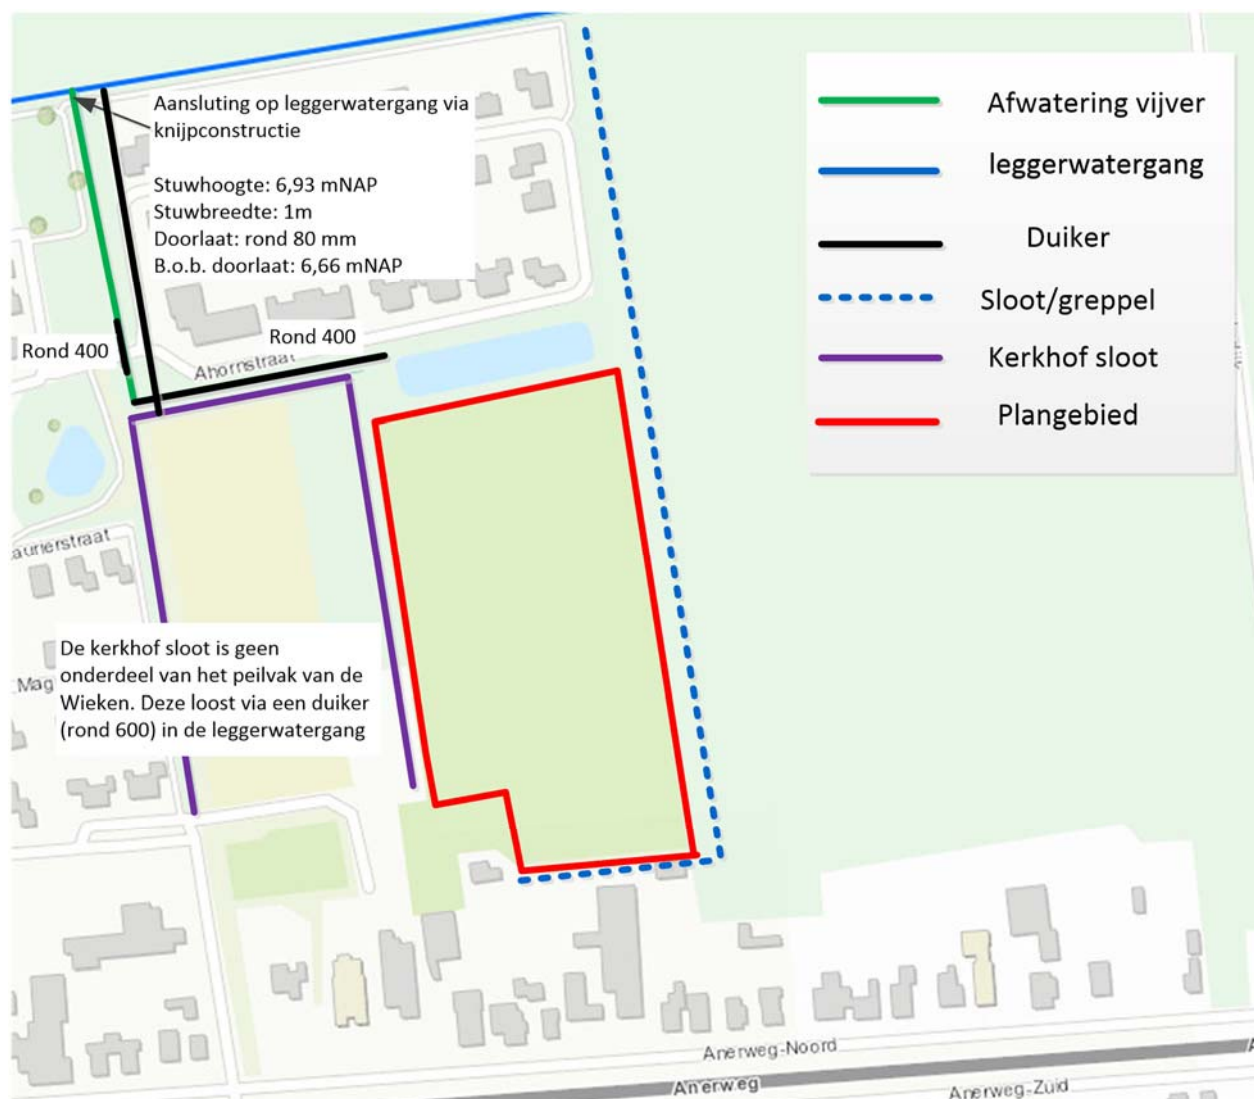 Aansluting op leggerwatergang via
knijpconstructie
Stuwhoogte: 6,93 mNAP
Stuwbreedte: 1m
Doorlaat: rond 80 mm
B.o.b. doorlaat: 6,66 mNAP
Afwatering vijver
leggerwatergang
Duiker
Sloot/greppel
Kerkhof sloot
Plangebied
Rond 400
Rond 400
Ahornstraat
aurierstraat
De kerkhof sloot is geen
onderdeel van het peilvak van de
Wieken. Deze loost via een duiker
(rond 600) in de leggerwatergang
Mag
Anerweg-Noord
Anerweg
A
Anerweg-Zuid